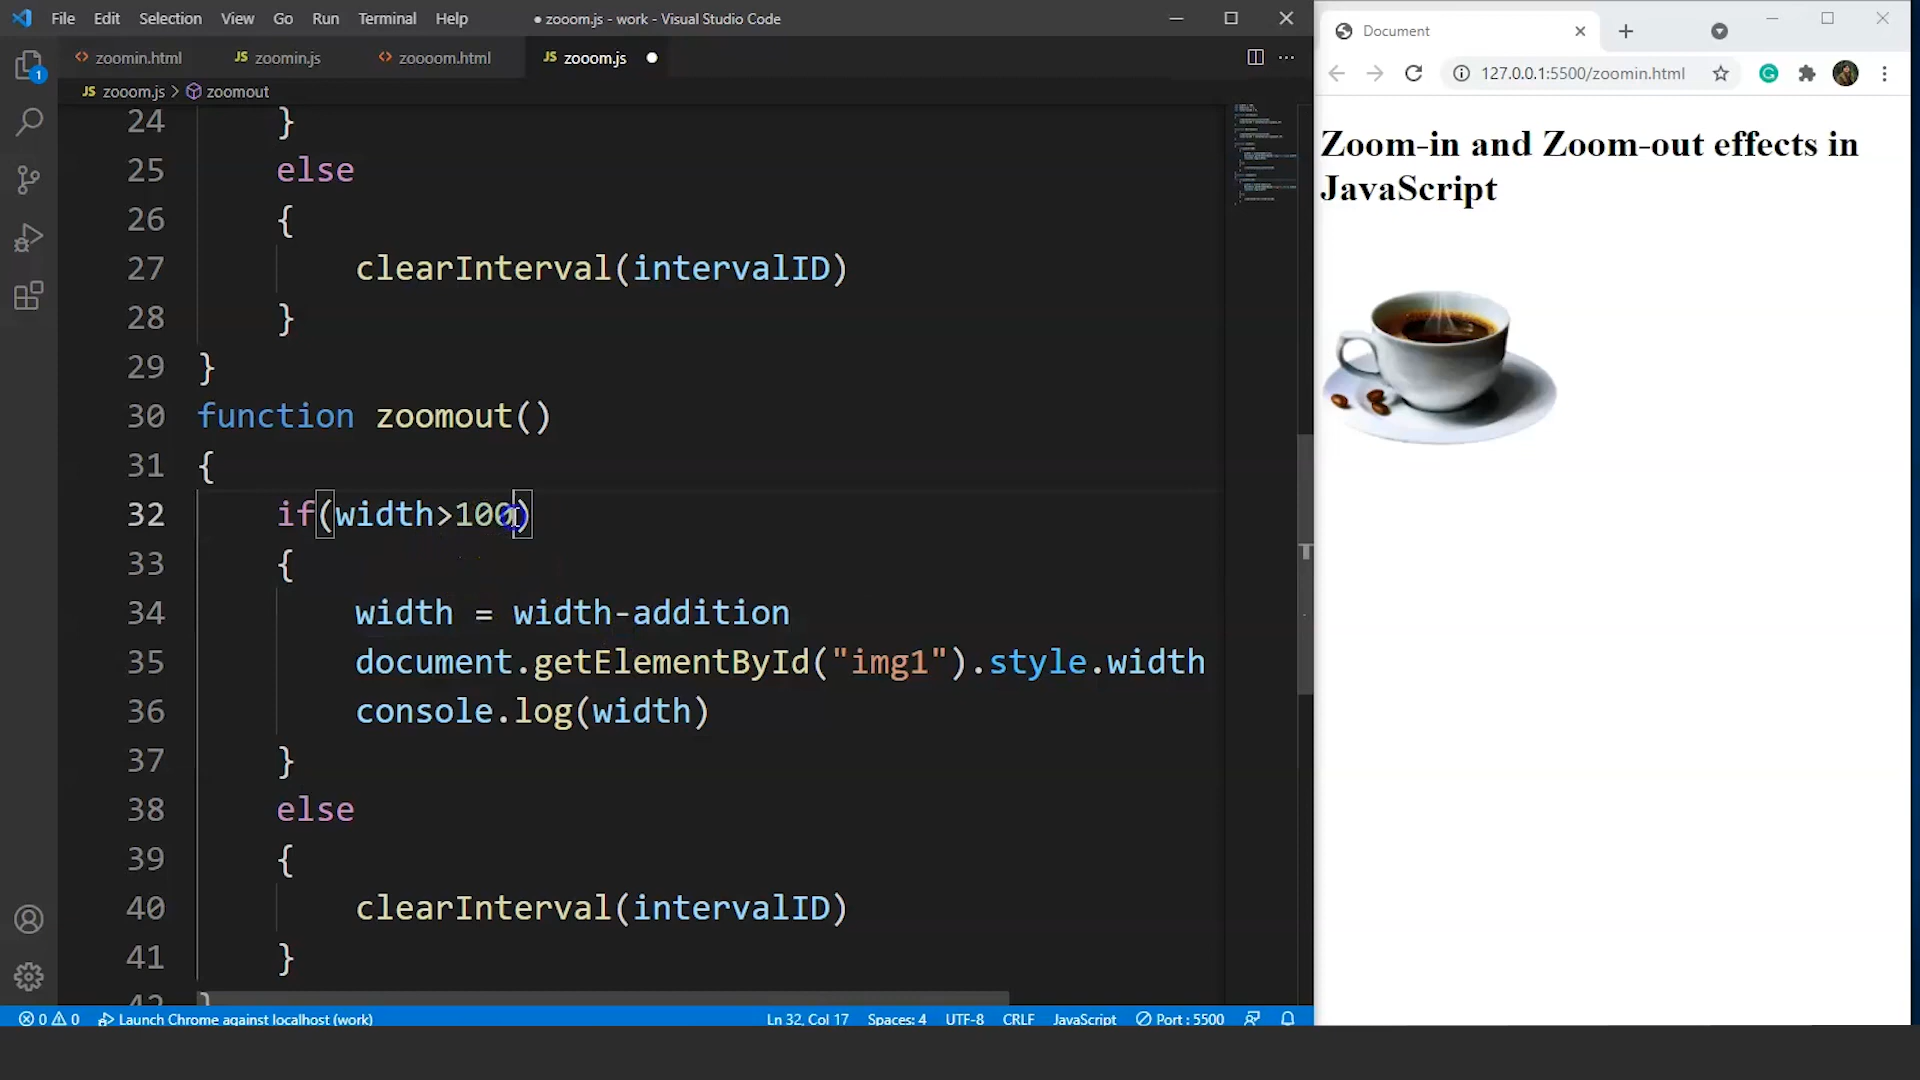 File Edit Selection View Go Run Terminal Help ● zooom.js - work - Visual Studio Code
zoomin.html JS zoomin.js zoooom.html JS zooom.js
JS zooom.js > zoomout
24 }
25 else
26 {
27 clearInterval(intervalID)
28 }
29 }
30 function zoomout()
31 {
32 if(width>100)
33 {
34 width = width-addition
35 document.getElementById("img1").style.width
36 console.log(width)
37 }
38 else
39 {
40 clearInterval(intervalID)
41 }
42 }
1
0 0 Launch Chrome against localhost (work) Ln 32, Col 17 Spaces: 4 UTF-8 CRLF JavaScript Port : 5500
Document
127.0.0.1:5500/zoomin.html
Zoom-in and Zoom-out effects in
JavaScript